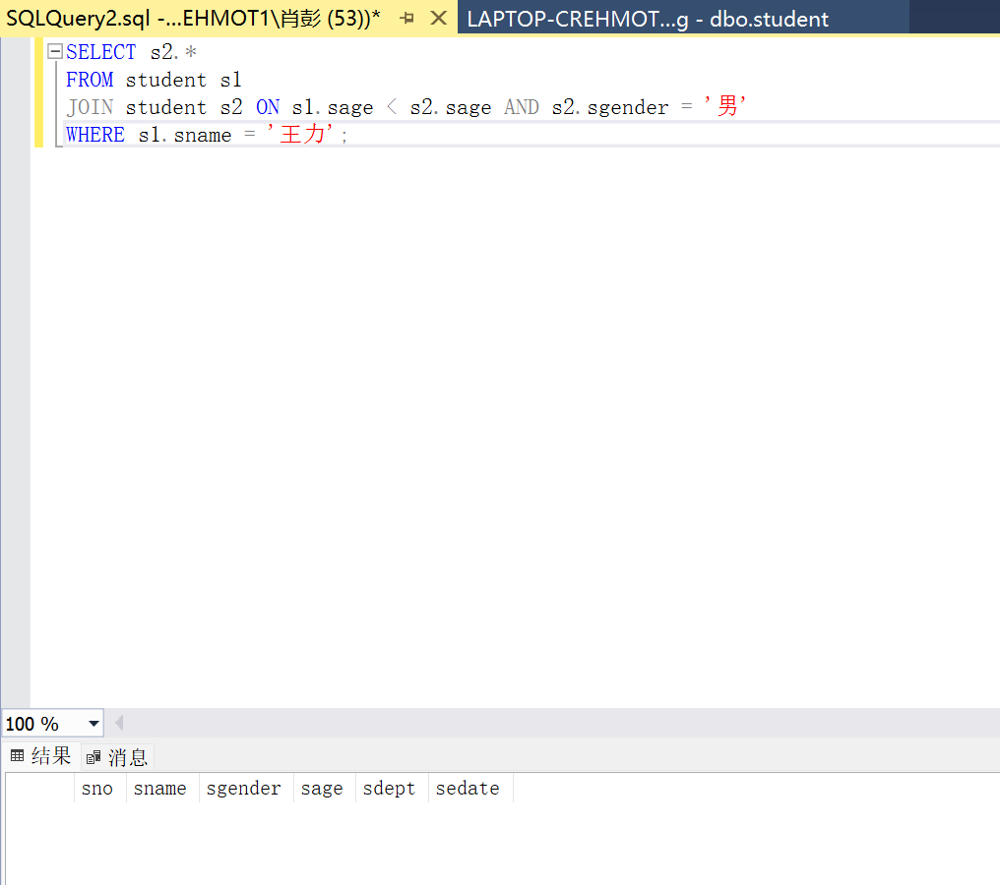 SQLQuery2.sql -...EHMOT1\肖彭 (53))*
LAPTOP-CREHMOT...g - dbo.student
SELECT s2.*
FROM student s1
JOIN student s2 ON s1.sage < s2.sage AND s2.sgender = '男'
WHERE s1.sname = '王力';
100 %
结果
消息
sno sname sgender sage sdept sedate